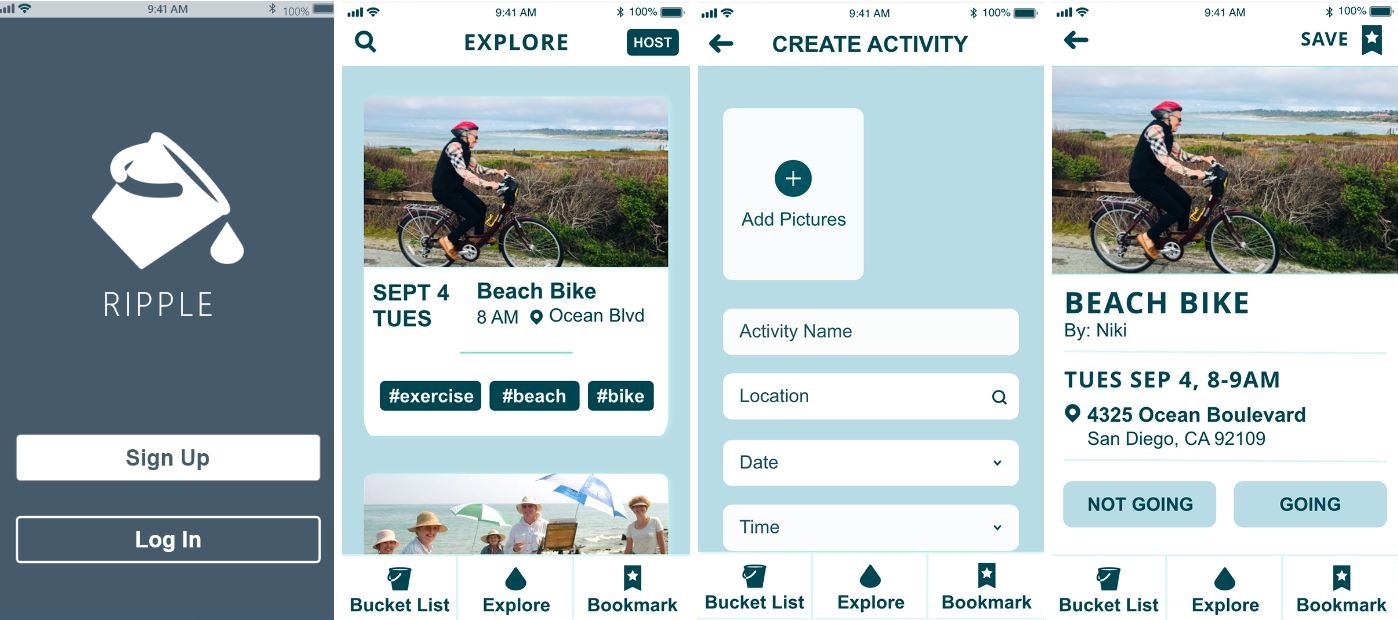 9:41 AM
100%
RIPPLE
Sign Up
Log In
9:41 AM
100%
EXPLORE
HOST
SEPT 4
TUES
Beach Bike
8 AM Ocean Blvd
#exercise #beach #bike
Bucket List
Explore
Bookmark
9:41 AM
100%
CREATE ACTIVITY
Add Pictures
Activity Name
Location
Date
Time
Bucket List
Explore
Bookmark
9:41 AM
100%
SAVE
BEACH BIKE
By: Niki
TUES SEP 4, 8-9AM
4325 Ocean Boulevard
San Diego, CA 92109
NOT GOING
GOING
Bucket List
Explore
Bookmark